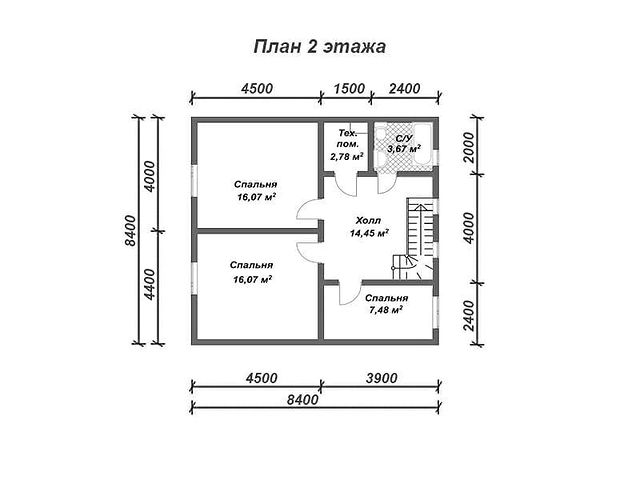 План 2 этажа
4500
1500
2400
Тех.
пом.
2,78 м²
С/У
3,67 м²
2000
4000
Спальня
16,07 м²
Холл
14,45 м²
4000
8400
4400
Спальня
16,07 м²
Спальня
7,48 м²
2400
4500
3900
8400